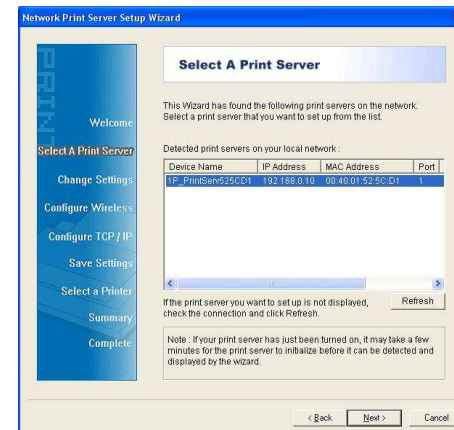 Network Print Server Setup Wizard
PRINT
Select A Print Server
This Wizard has found the following print servers on the network.
Select a print server that you want to set up from the list.
Welcome
Select A Print Server
Change Settings
Configure Wireless
Configure TCP / IP
Save Settings
Select a Printer
Summary
Complete
Detected print servers on your local network :
Device Name IP Address MAC Address Port
1P_PrintServ525CD1 192.168.0.10 00:40:01:52:5C:D1 1
If the print server you want to set up is not displayed,
check the connection and click Refresh.
Refresh
Note : If your print server has just been turned on, it may take a few
minutes for the print server to initialize before it can be detected and
displayed by the wizard.
< Back Next > Cancel